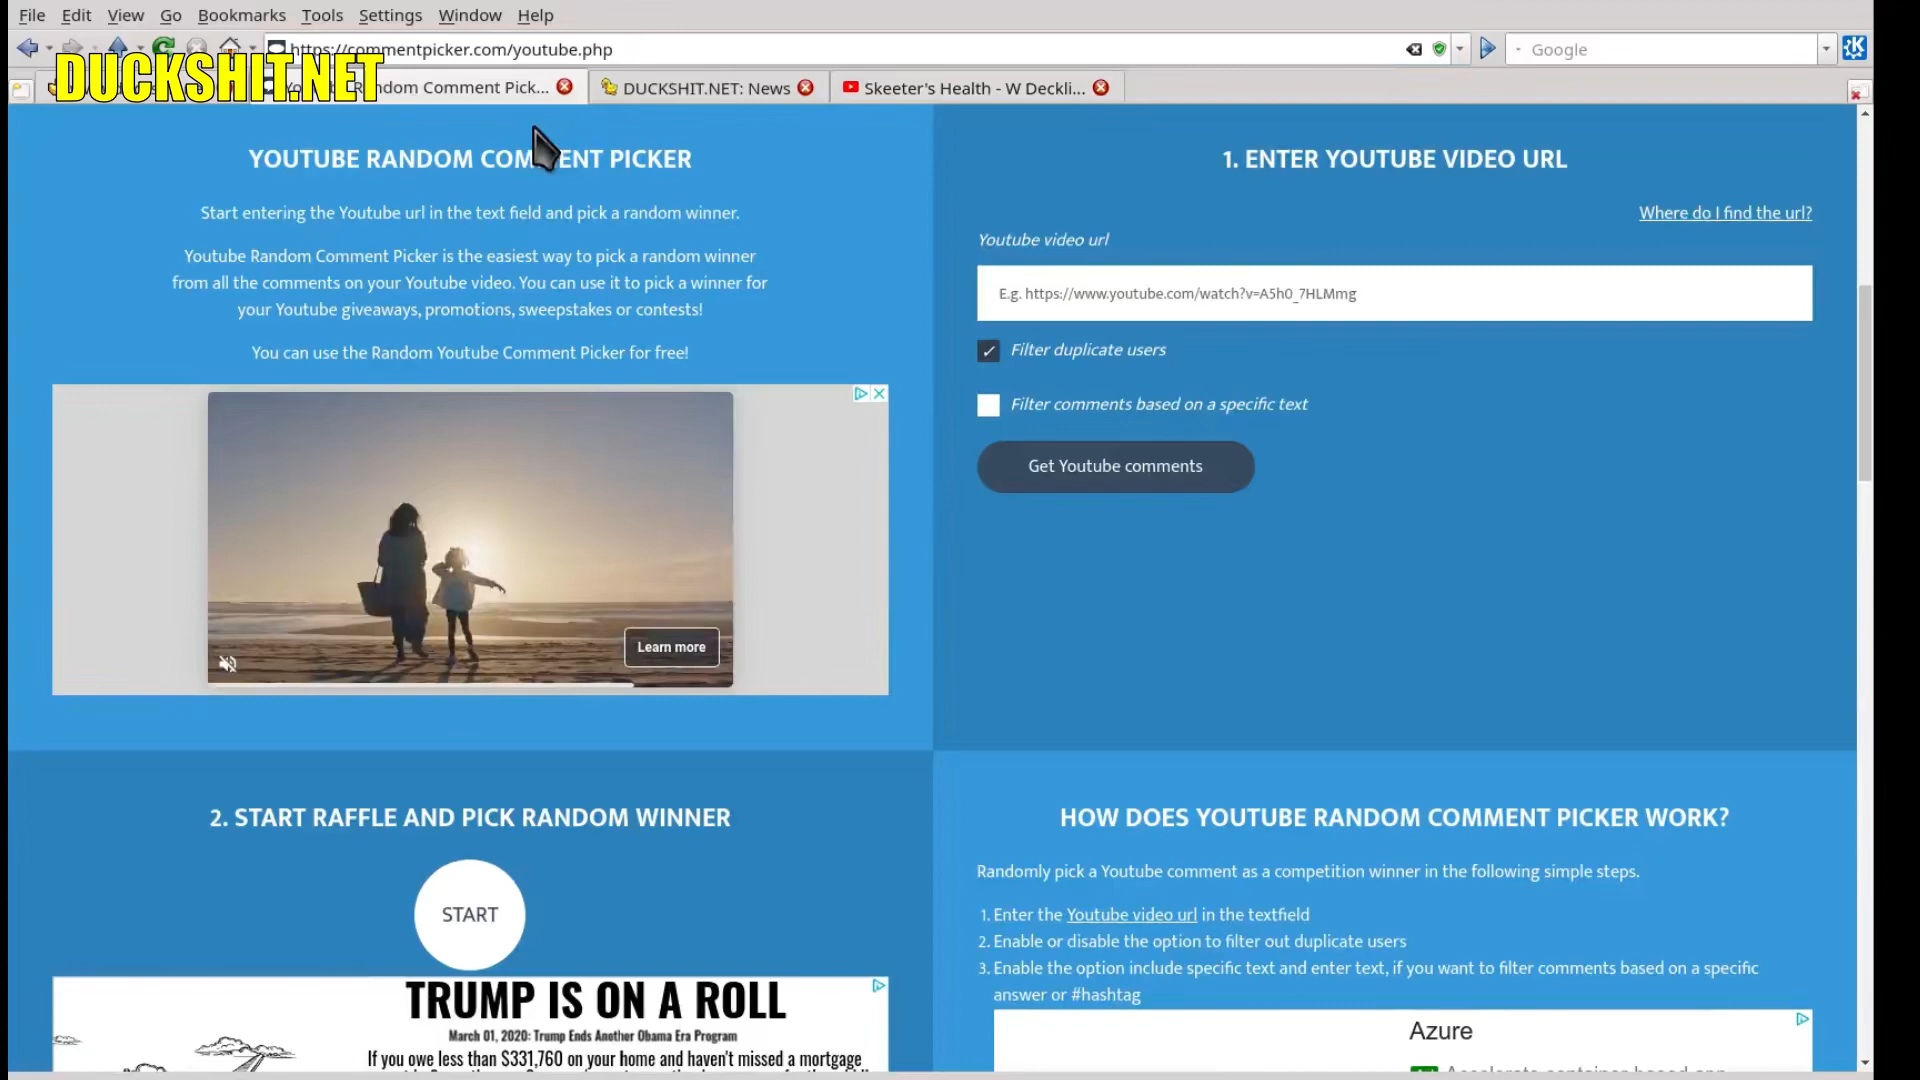 File Edit View Go Bookmarks Tools Settings Window Help
https://commentpicker.com/youtube.php
Google
DUCKSHIT.NET
Random Comment Pick...
DUCKSHIT.NET: News
Skeeter's Health - W Deckli...
YOUTUBE RANDOM COMMENT PICKER
Start entering the Youtube url in the text field and pick a random winner.
Youtube Random Comment Picker is the easiest way to pick a random winner
from all the comments on your Youtube video. You can use it to pick a winner for
your Youtube giveaways, promotions, sweepstakes or contests!
You can use the Random Youtube Comment Picker for free!
Learn more
1. ENTER YOUTUBE VIDEO URL
Where do I find the url?
Youtube video url
E.g. https://www.youtube.com/watch?v=A5h0_7HLMmg
Filter duplicate users
Filter comments based on a specific text
Get Youtube comments
2. START RAFFLE AND PICK RANDOM WINNER
START
TRUMP IS ON A ROLL
March 01, 2020: Trump Ends Another Obama Era Program
If you owe less than $331,760 on your home and haven't missed a mortgage
HOW DOES YOUTUBE RANDOM COMMENT PICKER WORK?
Randomly pick a Youtube comment as a competition winner in the following simple steps.
1. Enter the Youtube video url in the textfield
2. Enable or disable the option to filter out duplicate users
3. Enable the option include specific text and enter text, if you want to filter comments based on a specific
answer or #hashtag
Azure